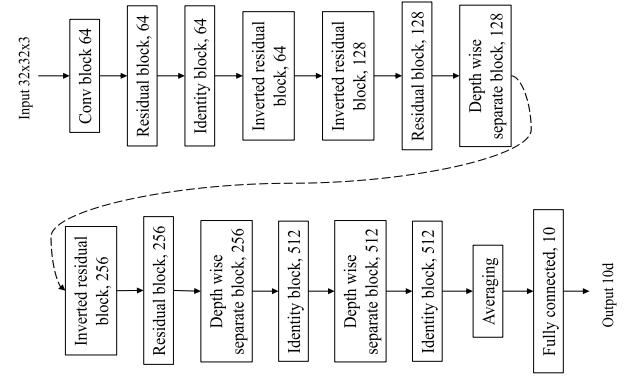 Input 32x32x3
Conv block 64
Residual block, 64
Identity block, 64
Inverted residual
block, 64
Inverted residual
block, 128
Residual block, 128
Depth wise
separate block, 128
Inverted residual
block, 256
Residual block, 256
Depth wise
separate block, 256
Identity block, 512
Depth wise
separate block, 512
Identity block, 512
Averaging
Fully connected, 10
Output 10d